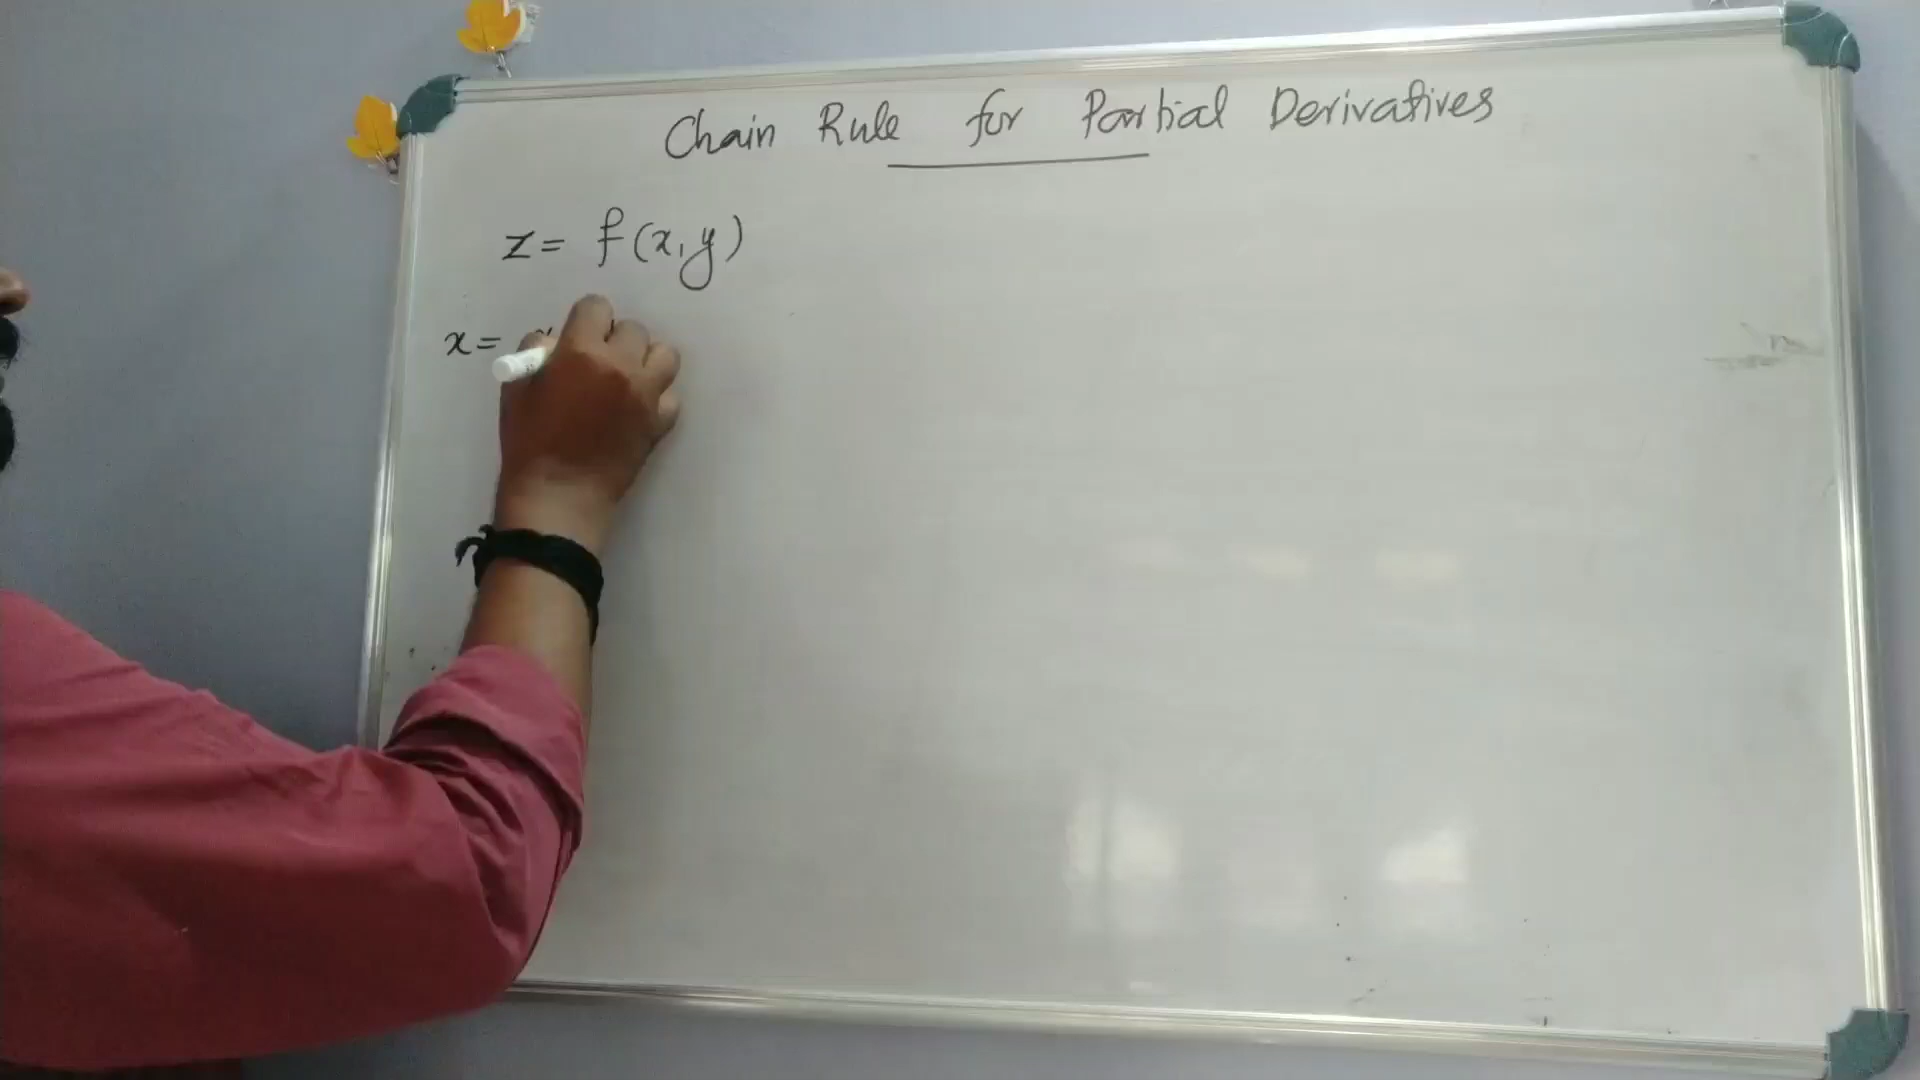 Chain Rule for Partial Derivatives
z = f(x, y)
x =